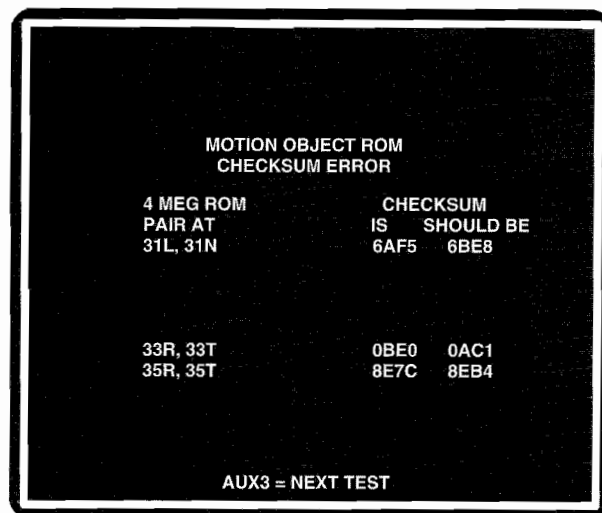 MOTION OBJECT ROM
CHECKSUM ERROR
4 MEG ROM CHECKSUM
PAIR AT IS SHOULD BE
31L, 31N 6AF5 6BE8
33R, 33T 0BE0 0AC1
35R, 35T 8E7C 8EB4
AUX3 = NEXT TEST